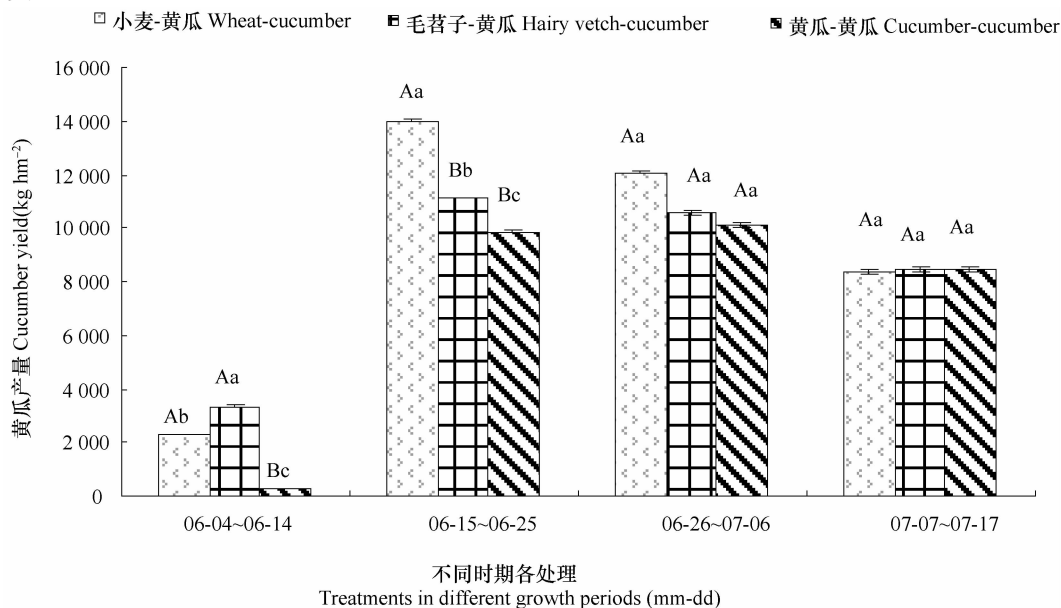 小麦-黄瓜 Wheat-cucumber 毛苕子-黄瓜 Hairy vetch-cucumber 黄瓜-黄瓜 Cucumber-cucumber
黄瓜产量 Cucumber yield(kg hm⁻²)
16 000
14 000
12 000
10 000
8 000
6 000
4 000
2 000
0
Ab Aa Bc
Aa Bb Bc
Aa Aa Aa
Aa Aa Aa
06-04~06-14 06-15~06-25 06-26~07-06 07-07~07-17
不同时期各处理
Treatments in different growth periods (mm-dd)